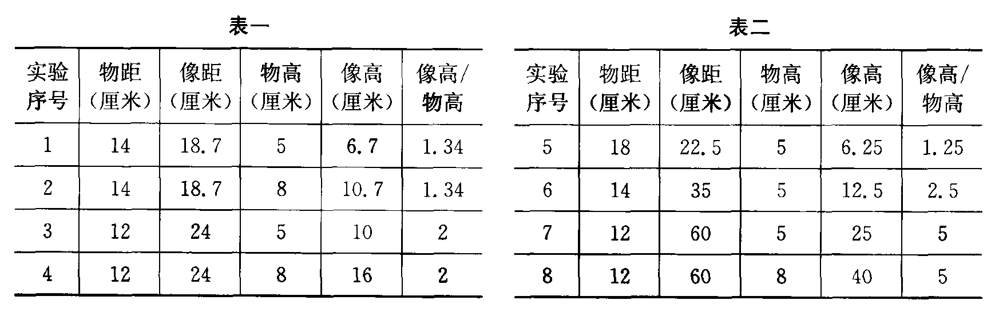 表一
实验序号 物距(厘米) 像距(厘米) 物高(厘米) 像高(厘米) 像高/物高
1 14 18.7 5 6.7 1.34
2 14 18.7 8 10.7 1.34
3 12 24 5 10 2
4 12 24 8 16 2
表二
实验序号 物距(厘米) 像距(厘米) 物高(厘米) 像高(厘米) 像高/物高
5 18 22.5 5 6.25 1.25
6 14 35 5 12.5 2.5
7 12 60 5 25 5
8 12 60 8 40 5